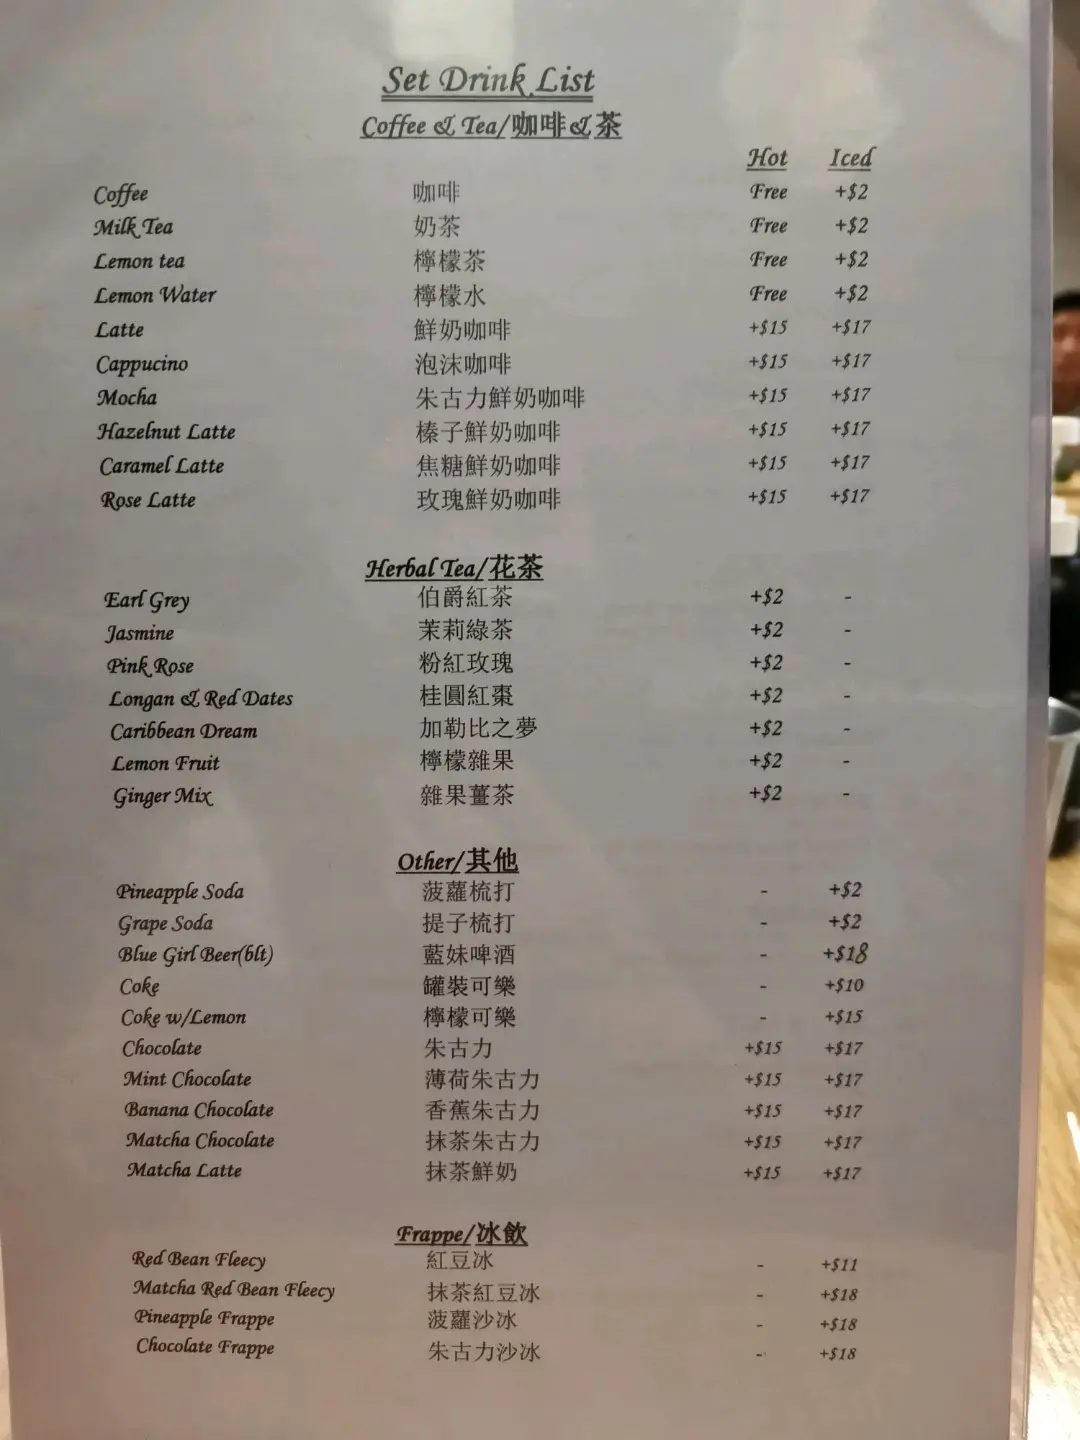 Set Drink List
Coffee & Tea/咖啡&茶
Hot Iced
Coffee 咖啡 Free +$2
Milk Tea 奶茶 Free +$2
Lemon tea 檸檬茶 Free +$2
Lemon Water 檸檬水 Free +$2
Latte 鮮奶咖啡 +$15 +$17
Cappucino 泡沫咖啡 +$15 +$17
Mocha 朱古力鮮奶咖啡 +$15 +$17
Hazelnut Latte 榛子鮮奶咖啡 +$15 +$17
Caramel Latte 焦糖鮮奶咖啡 +$15 +$17
Rose Latte 玫瑰鮮奶咖啡 +$15 +$17
Herbal Tea/花茶
Earl Grey 伯爵紅茶 +$2 -
Jasmine 茉莉綠茶 +$2 -
Pink Rose 粉紅玫瑰 +$2 -
Longan & Red Dates 桂圓紅棗 +$2 -
Caribbean Dream 加勒比之夢 +$2 -
Lemon Fruit 檸檬雜果 +$2 -
Ginger Mix 雜果薑茶 +$2 -
Other/其他
Pineapple Soda 菠蘿梳打 - +$2
Grape Soda 提子梳打 - +$2
Blue Girl Beer(blt) 藍妹啤酒 - +$18
Coke 罐裝可樂 - +$10
Coke w/Lemon 檸檬可樂 - +$15
Chocolate 朱古力 +$15 +$17
Mint Chocolate 薄荷朱古力 +$15 +$17
Banana Chocolate 香蕉朱古力 +$15 +$17
Matcha Chocolate 抹茶朱古力 +$15 +$17
Matcha Latte 抹茶鮮奶 +$15 +$17
Frappe/冰飲
Red Bean Fleecy 紅豆冰 - +$11
Matcha Red Bean Fleecy 抹茶紅豆冰 - +$18
Pineapple Frappe 菠蘿沙冰 - +$18
Chocolate Frappe 朱古力沙冰 - +$18